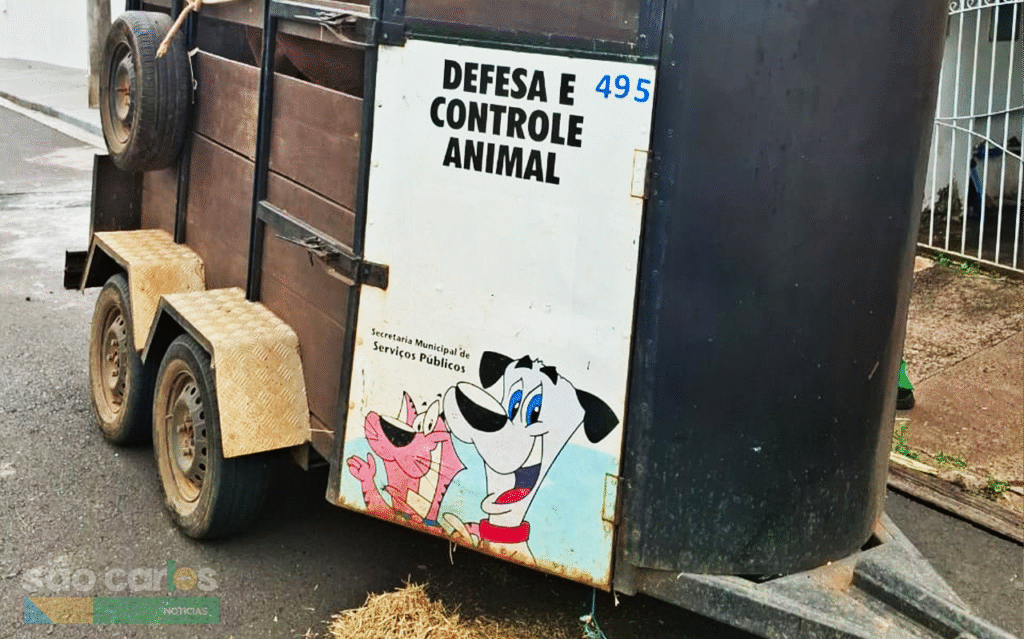 DEFESA E
CONTROLE
ANIMAL
495
Secretaria Municipal de
Serviços Públicos
são carlos
NOTÍCIAS